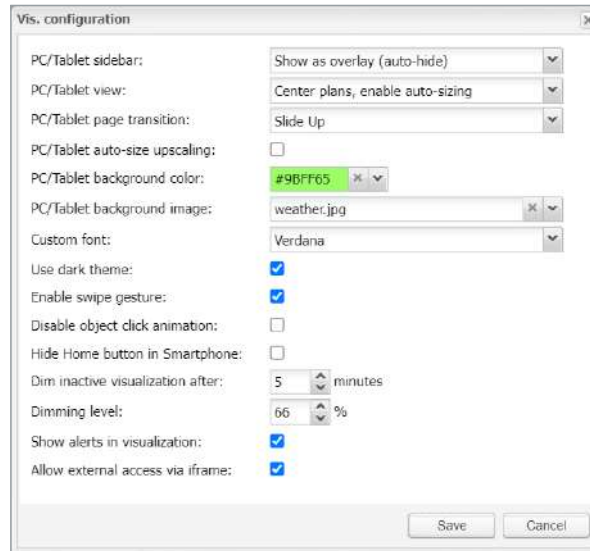 Vis. configuration
PC/Tablet sidebar: Show as overlay (auto-hide)
PC/Tablet view: Center plans, enable auto-sizing
PC/Tablet page transition: Slide Up
PC/Tablet auto-size upscaling:
PC/Tablet background color: #9BFF65
PC/Tablet background image: weather.jpg
Custom font: Verdana
Use dark theme:
Enable swipe gesture:
Disable object click animation:
Hide Home button in Smartphone:
Dim inactive visualization after: 5 minutes
Dimming level: 66 %
Show alerts in visualization:
Allow external access via iframe:
Save Cancel